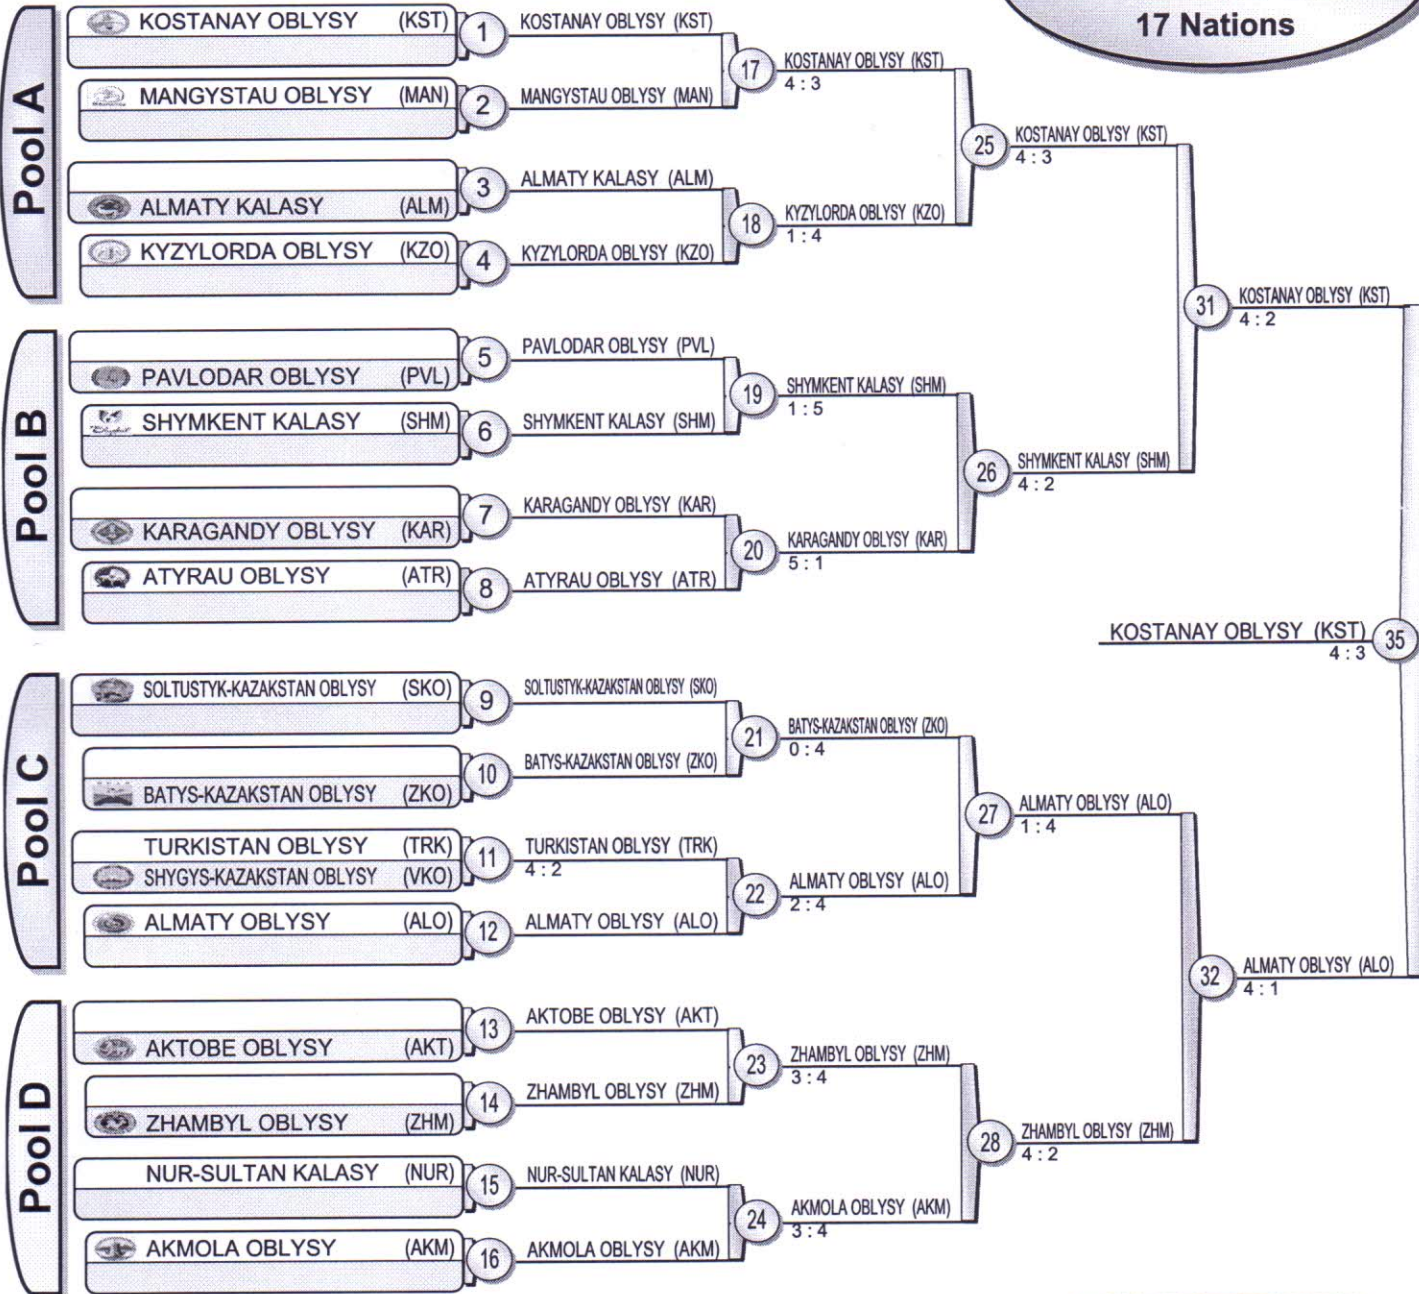 17 Nations
Pool A
KOSTANAY OBLYSY (KST)
1
KOSTANAY OBLYSY (KST)
MANGYSTAU OBLYSY (MAN)
2
MANGYSTAU OBLYSY (MAN)
17
KOSTANAY OBLYSY (KST)
4 : 3
ALMATY KALASY (ALM)
3
ALMATY KALASY (ALM)
KYZYLORDA OBLYSY (KZO)
4
KYZYLORDA OBLYSY (KZO)
18
KYZYLORDA OBLYSY (KZO)
1 : 4
25
KOSTANAY OBLYSY (KST)
4 : 3
Pool B
PAVLODAR OBLYSY (PVL)
5
PAVLODAR OBLYSY (PVL)
SHYMKENT KALASY (SHM)
6
SHYMKENT KALASY (SHM)
19
SHYMKENT KALASY (SHM)
1 : 5
KARAGANDY OBLYSY (KAR)
7
KARAGANDY OBLYSY (KAR)
ATYRAU OBLYSY (ATR)
8
ATYRAU OBLYSY (ATR)
20
KARAGANDY OBLYSY (KAR)
5 : 1
26
SHYMKENT KALASY (SHM)
4 : 2
31
KOSTANAY OBLYSY (KST)
4 : 2
KOSTANAY OBLYSY (KST)
4 : 3
35
Pool C
SOLTUSTYK-KAZAKSTAN OBLYSY (SKO)
9
SOLTUSTYK-KAZAKSTAN OBLYSY (SKO)
BATYS-KAZAKSTAN OBLYSY (ZKO)
10
BATYS-KAZAKSTAN OBLYSY (ZKO)
21
BATYS-KAZAKSTAN OBLYSY (ZKO)
0 : 4
TURKISTAN OBLYSY (TRK)
SHYGYS-KAZAKSTAN OBLYSY (VKO)
11
TURKISTAN OBLYSY (TRK)
4 : 2
ALMATY OBLYSY (ALO)
12
ALMATY OBLYSY (ALO)
22
ALMATY OBLYSY (ALO)
2 : 4
27
ALMATY OBLYSY (ALO)
1 : 4
Pool D
AKTOBE OBLYSY (AKT)
13
AKTOBE OBLYSY (AKT)
ZHAMBYL OBLYSY (ZHM)
14
ZHAMBYL OBLYSY (ZHM)
23
ZHAMBYL OBLYSY (ZHM)
3 : 4
NUR-SULTAN KALASY (NUR)
15
NUR-SULTAN KALASY (NUR)
AKMOLA OBLYSY (AKM)
16
AKMOLA OBLYSY (AKM)
24
AKMOLA OBLYSY (AKM)
3 : 4
28
ZHAMBYL OBLYSY (ZHM)
4 : 2
32
ALMATY OBLYSY (ALO)
4 : 1